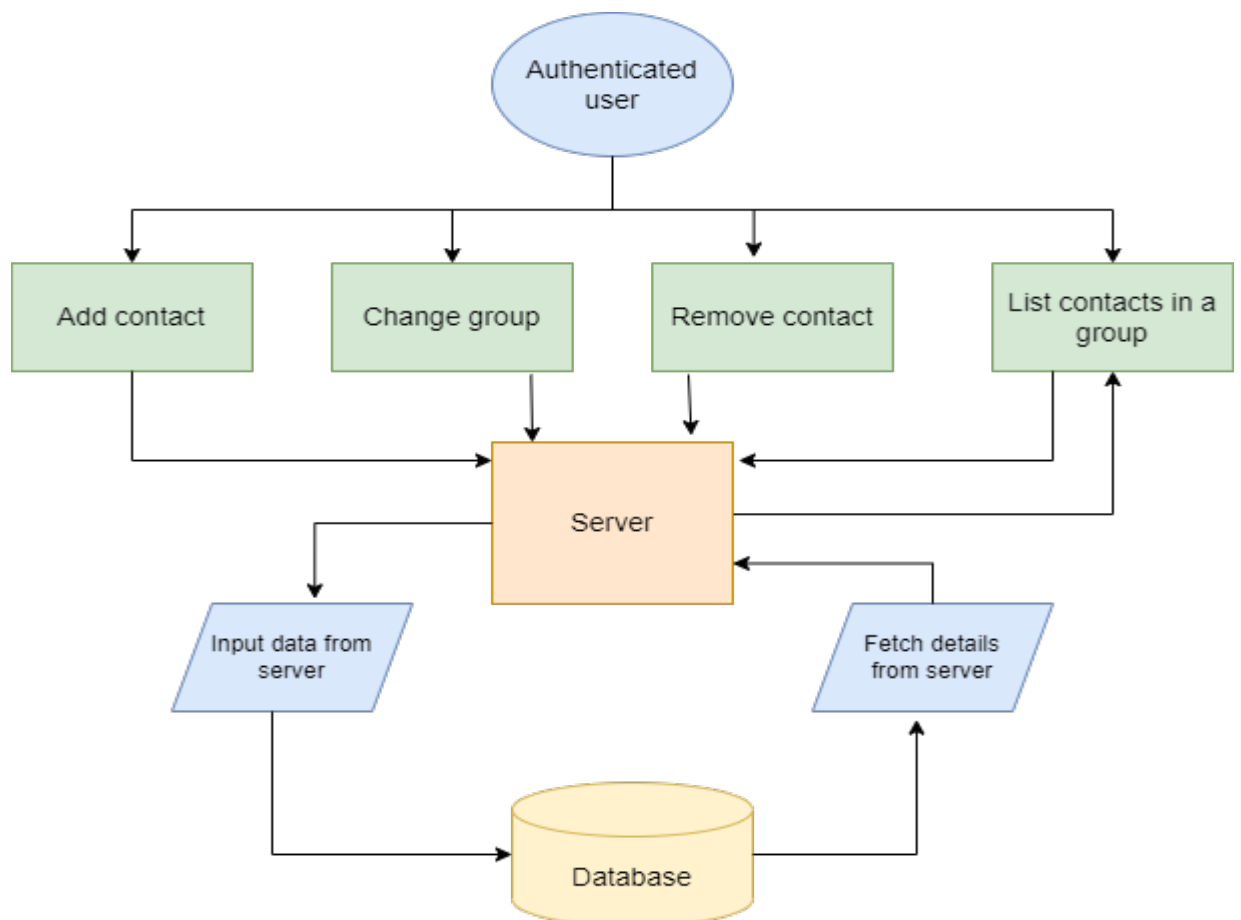 Authenticated
user
Add contact
Change group
Remove contact
List contacts in a
group
Server
Input data from
server
Fetch details
from server
Database